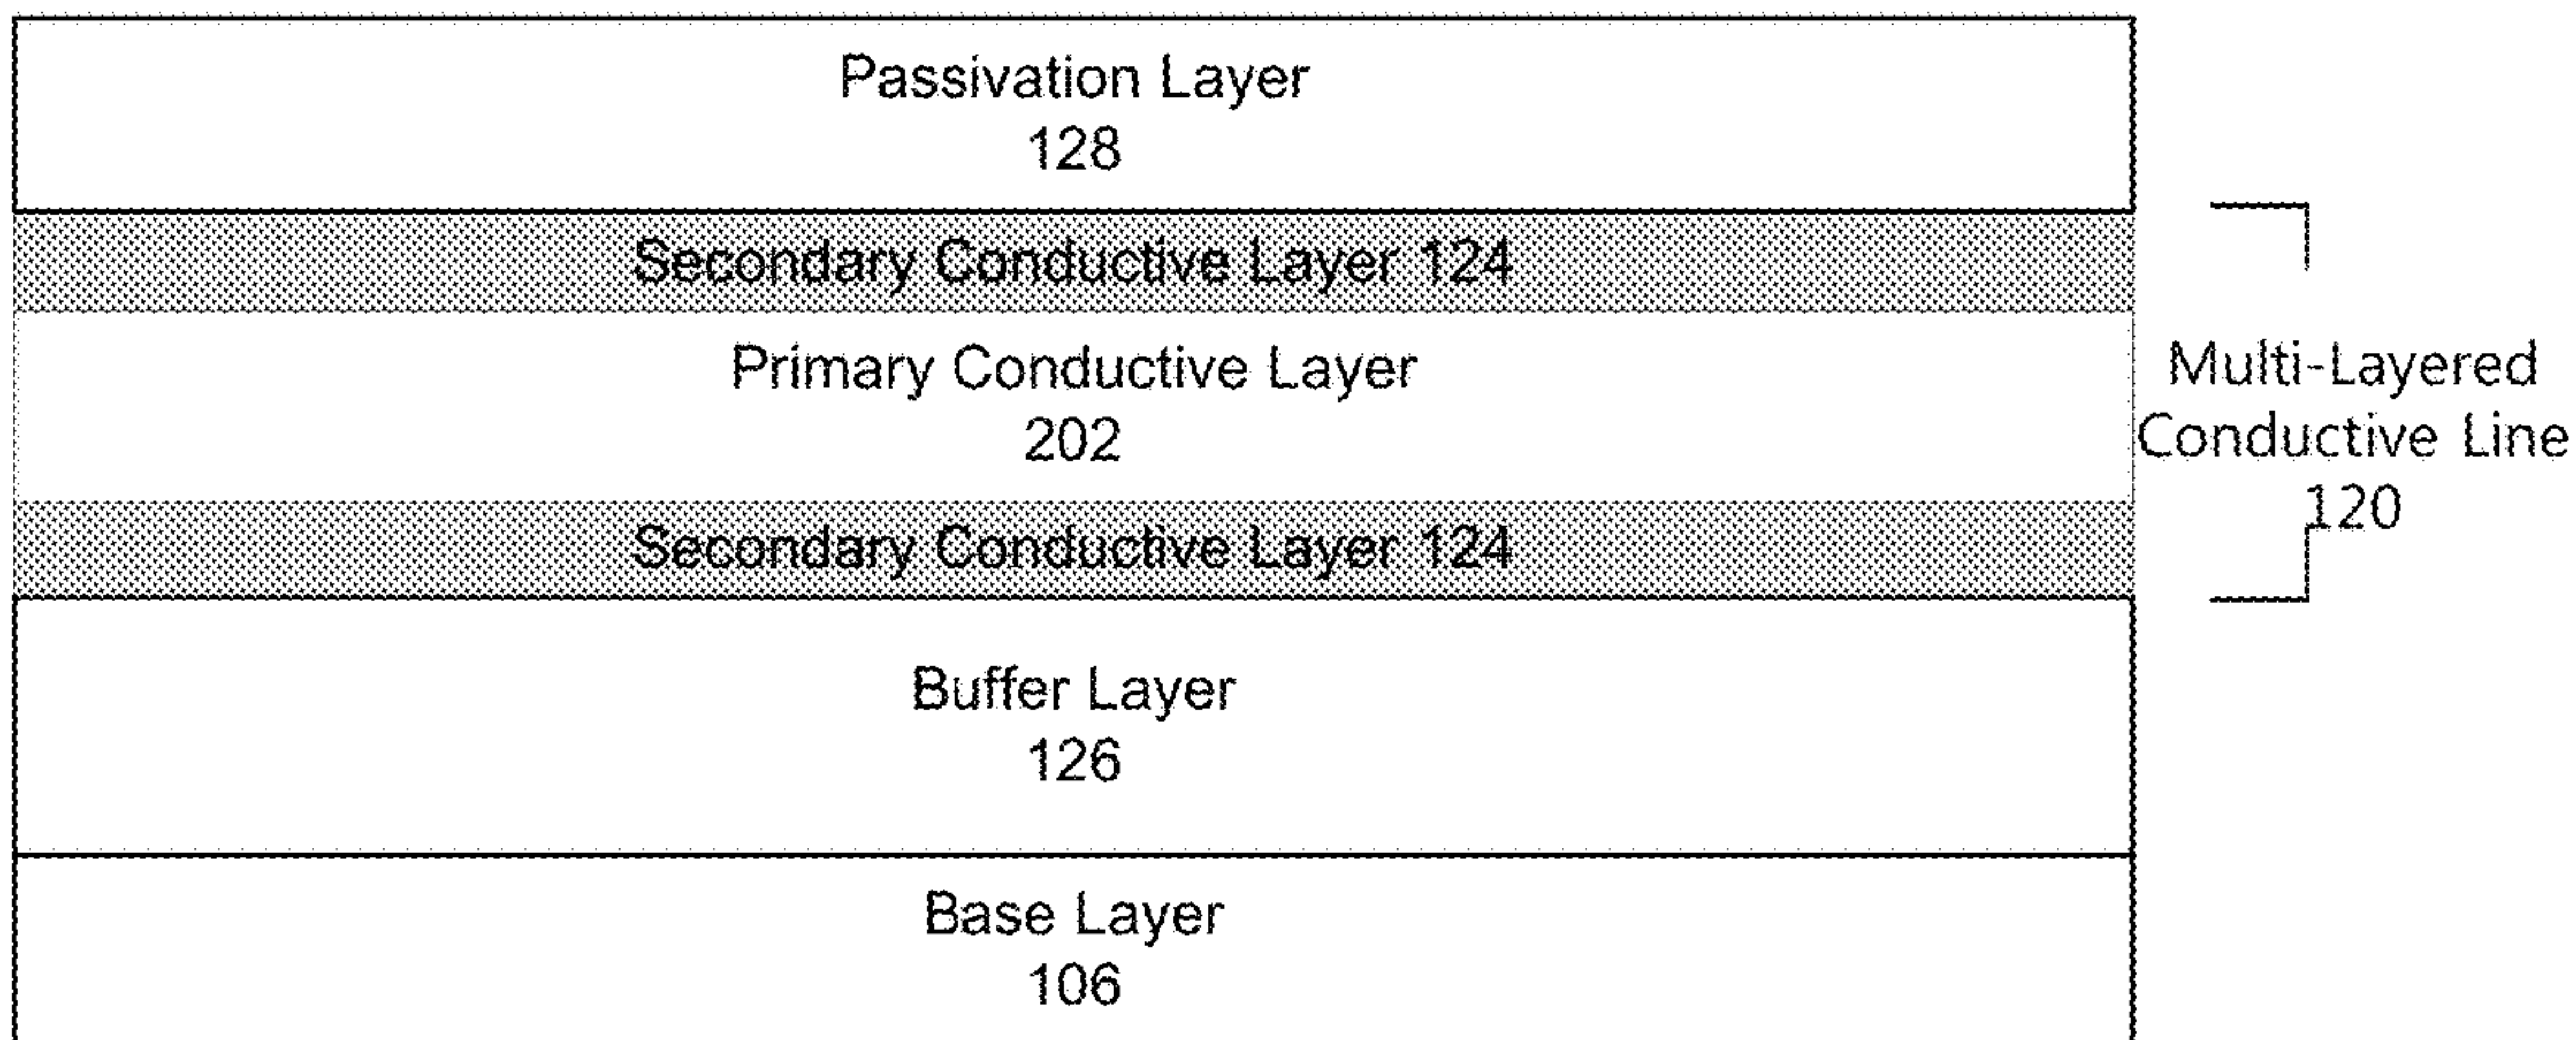 Passivation Layer
128
Secondary Conductive Layer 124
Primary Conductive Layer
202
Secondary Conductive Layer 124
Multi-Layered
Conductive Line
120
Buffer Layer
126
Base Layer
106